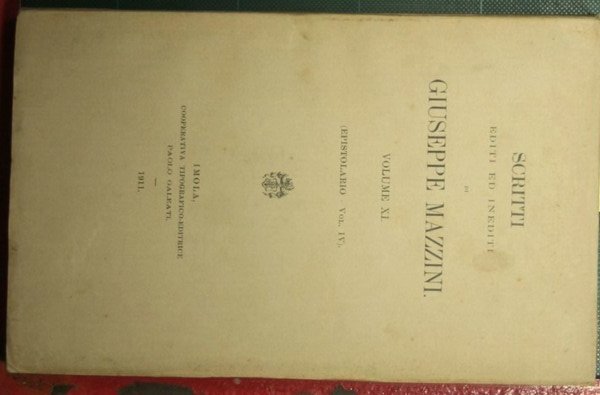 SCRITTI
EDITI ED INEDITI
DI
GIUSEPPE MAZZINI.
VOLUME XI
(EPISTOLARIO - VOL. IV).
IMOLA,
COOPERATIVA TIPOGRAFICO-EDITRICE
PAOLO GALEATI.
—
1911.